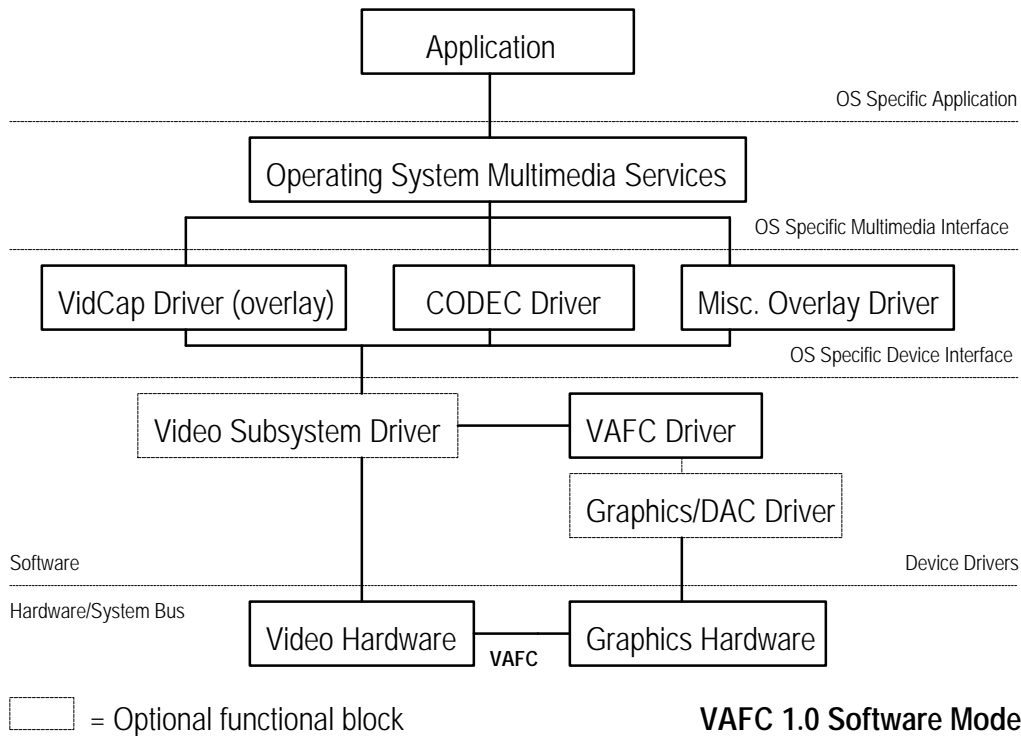 Application
OS Specific Application
Operating System Multimedia Services
OS Specific Multimedia Interface
VidCap Driver (overlay)
CODEC Driver
Misc. Overlay Driver
OS Specific Device Interface
Video Subsystem Driver
VAFC Driver
Graphics/DAC Driver
Software
Device Drivers
Hardware/System Bus
Video Hardware
VAFC
Graphics Hardware
= Optional functional block
VAFC 1.0 Software Mode